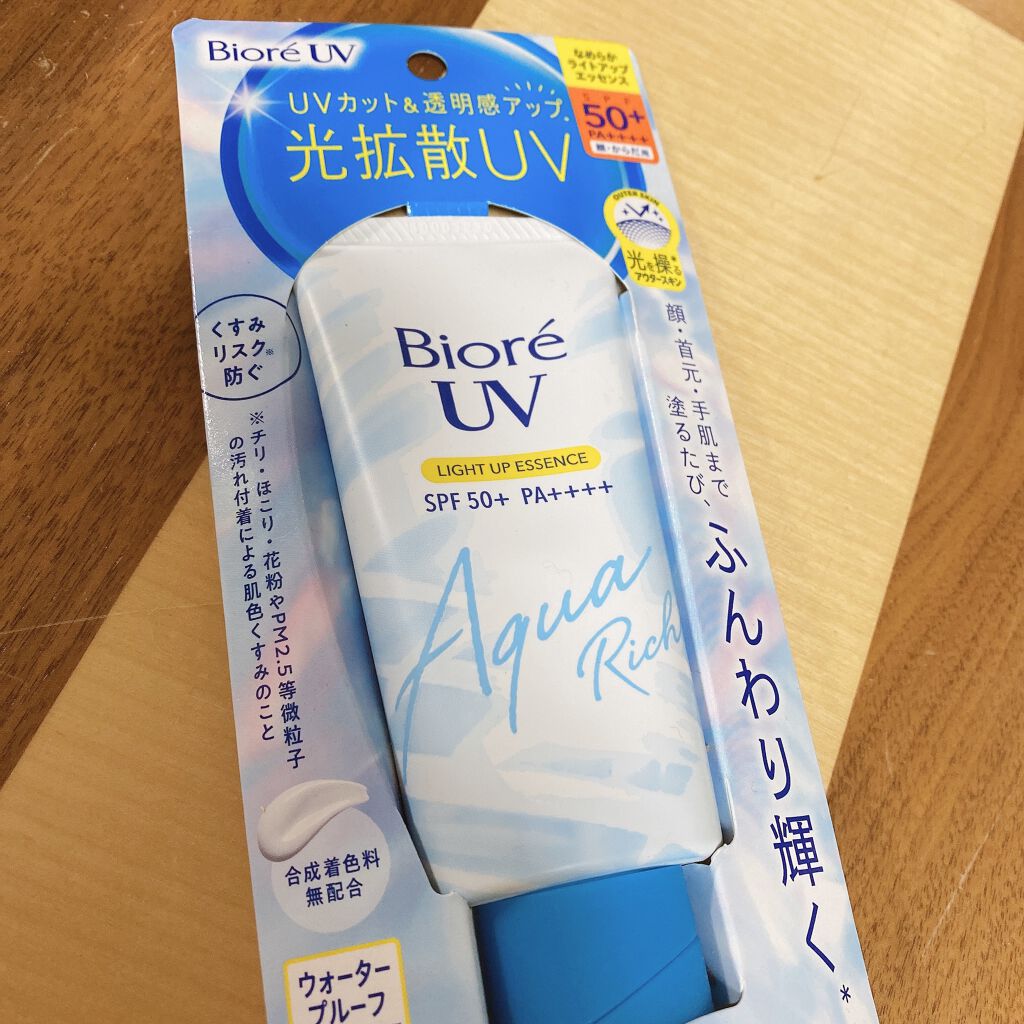 Bioré UV
UVカット&透明感アップ*
光拡散UV
なめらか
ライトアップ
エッセンス
SPF
50+
PA++++
顔・からだ用
OUTER SKIN
光を操る*
アウタースキン
くすみ
リスク※
防ぐ
※チリ・ほこり・花粉やPM2.5等微粒子
の汚れ付着による肌色くすみのこと
顔・首元・手肌まで
塗るたび、
ふんわり輝く*
Bioré
UV
LIGHT UP ESSENCE
SPF 50+ PA++++
Aqua
Rich
合成着色料
無配合
ウォーター
プルーフ